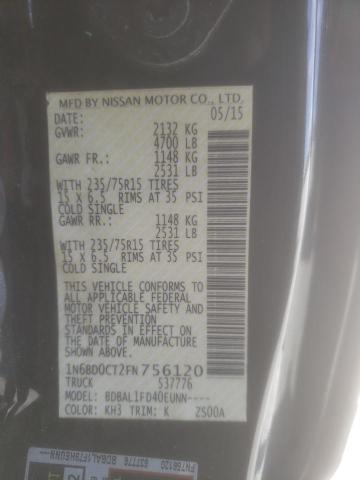 MFD BY NISSAN MOTOR CO., LTD.
DATE: 05/15
GVWR: 2132 KG
4700 LB
GAWR FR.: 1148 KG
2531 LB
WITH 235/75R15 TIRES
15 X 6.5 RIMS AT 35 PSI
COLD SINGLE
GAWR RR.: 1148 KG
2531 LB
WITH 235/75R15 TIRES
15 X 6.5 RIMS AT 35 PSI
COLD SINGLE
THIS VEHICLE CONFORMS TO
ALL APPLICABLE FEDERAL
MOTOR VEHICLE SAFETY AND
THEFT PREVENTION
STANDARDS IN EFFECT ON
THE DATE OF MANUFACTURE
SHOWN ABOVE.
1N6BD0CT2FN756120
TRUCK S37776
MODEL: BDBAL1FD40EUNN----
COLOR: KH3 TRIM: K ZS00A
FN756120